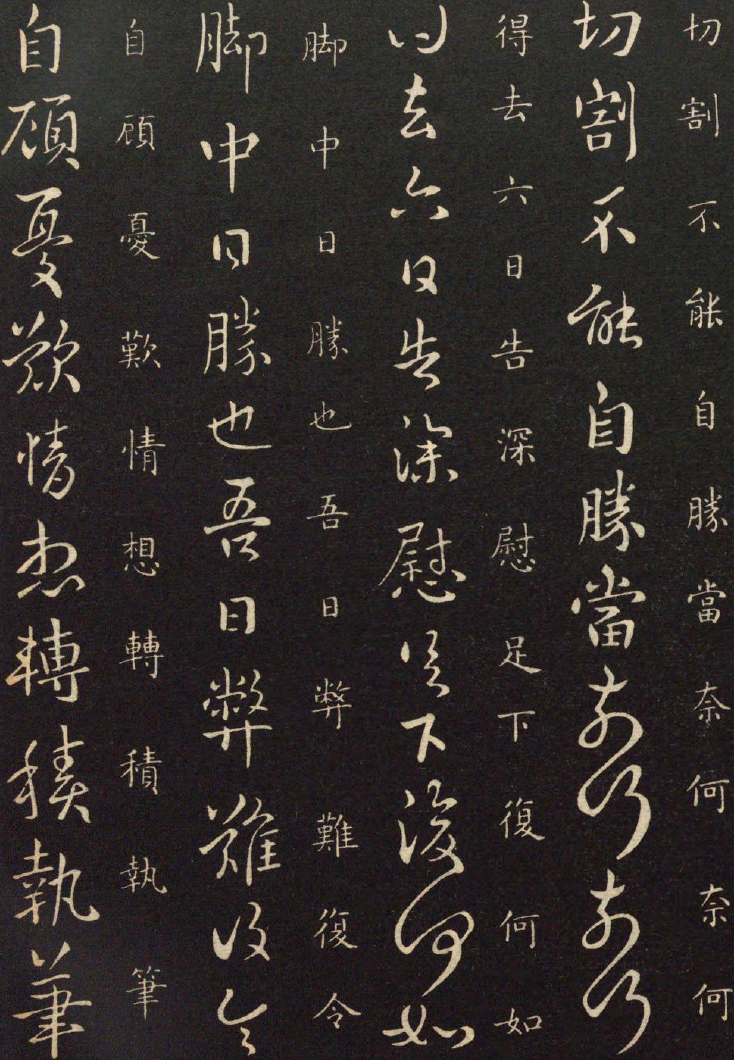 切割不能自勝當奈何奈何
切割不能自勝當奈何奈何
得去六日告深慰足下復何如
得去六日告深慰足下復何如
脚中日勝也吾日弊難復令
脚中日勝也吾日弊難復令
自顧憂歎情想轉積執筆
自顧憂歎情想轉積執筆